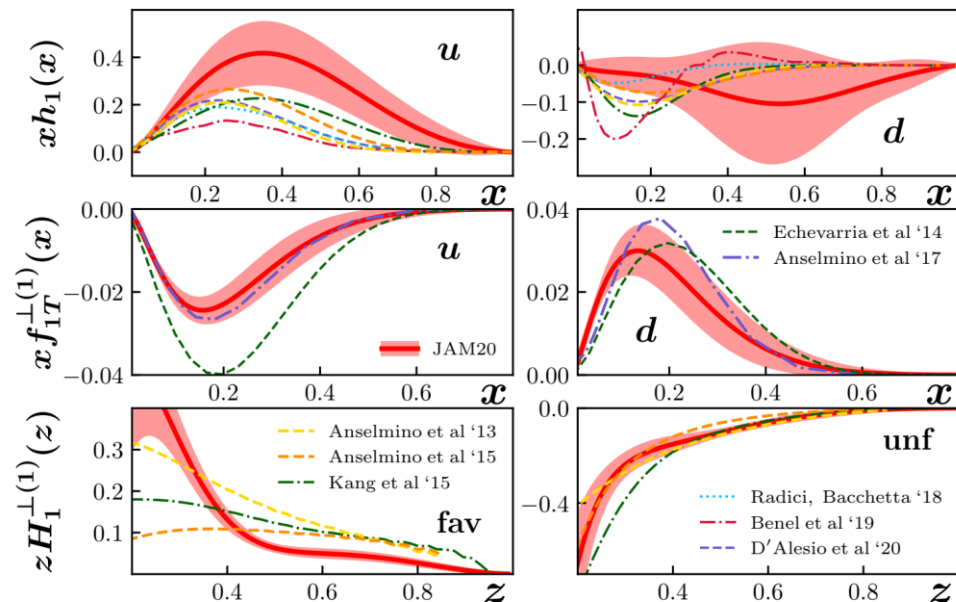 xh₁(x)
0.4
0.2
0.0
u
0.2 0.4 0.6 0.8 x
0.0
−0.1
−0.2
d
0.2 0.4 0.6 0.8 x
xf₁T⊥(1)(x)
0.00
−0.02
−0.04
u
JAM20
0.2 0.4 0.6 x
0.04
0.02
0.00
Echevarria et al ‘14
Anselmino et al ‘17
d
0.2 0.4 0.6 x
zH₁⊥(1)(z)
0.3
0.2
0.1
Anselmino et al ‘13
Anselmino et al ‘15
Kang et al ‘15
fav
0.4 0.6 0.8 z
0.0
−0.4
unf
Radici, Bacchetta ‘18
Benel et al ‘19
D′Alesio et al ‘20
0.4 0.6 0.8 z